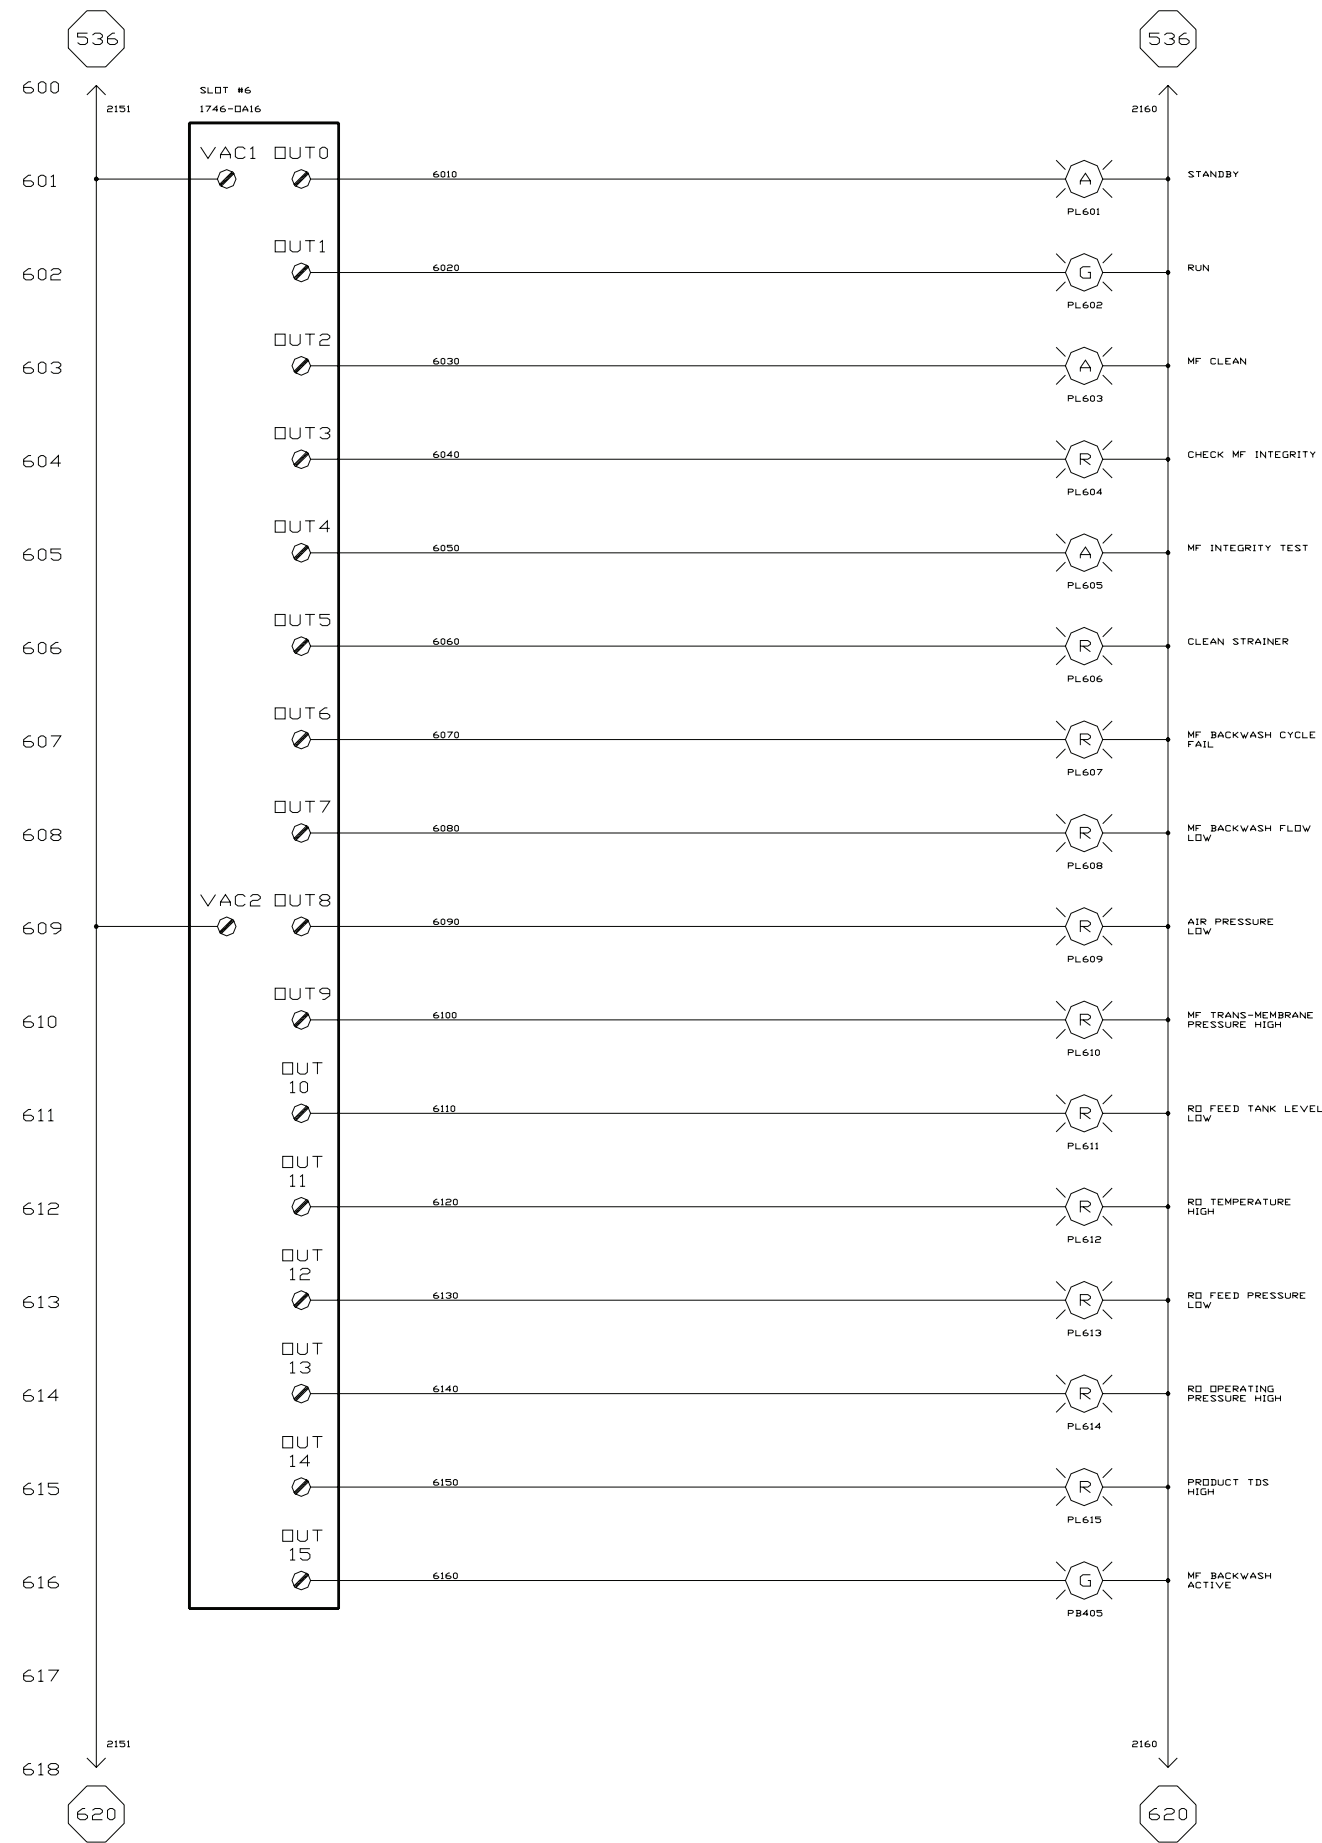 536 536
600
SLOT #6
2151 1746-OA16 2160
VAC1 OUT0
601 6010 A STANDBY
PL601
OUT1
602 6020 G RUN
PL602
OUT2
603 6030 A MF CLEAN
PL603
OUT3
604 6040 R CHECK MF INTEGRITY
PL604
OUT4
605 6050 A MF INTEGRITY TEST
PL605
OUT5
606 6060 R CLEAN STRAINER
PL606
OUT6
607 6070 R MF BACKWASH CYCLE
FAIL
PL607
OUT7
608 6080 R MF BACKWASH FLOW
LOW
PL608
VAC2 OUT8
609 6090 R AIR PRESSURE
LOW
PL609
OUT9
610 6100 R MF TRANS-MEMBRANE
PRESSURE HIGH
PL610
OUT
10
611 6110 R RO FEED TANK LEVEL
LOW
PL611
OUT
11
612 6120 R RO TEMPERATURE
HIGH
PL612
OUT
12
613 6130 R RO FEED PRESSURE
LOW
PL613
OUT
13
614 6140 R RO OPERATING
PRESSURE HIGH
PL614
OUT
14
615 6150 R PRODUCT TDS
HIGH
PL615
OUT
15
616 6160 G MF BACKWASH
ACTIVE
PB405
617
2151 2160
618
620 620